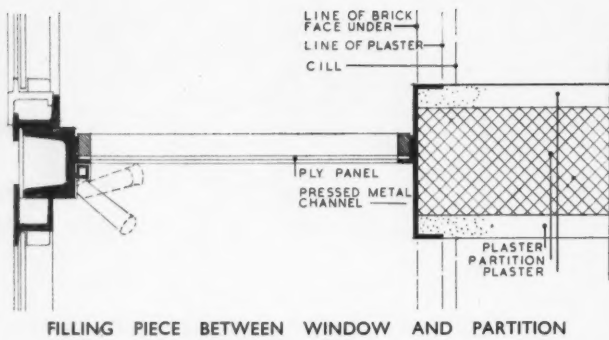 LINE OF BRICK
FACE UNDER
LINE OF PLASTER
CILL
PLY PANEL
PRESSED METAL
CHANNEL
PLASTER
PARTITION
PLASTER
FILLING PIECE BETWEEN WINDOW AND PARTITION